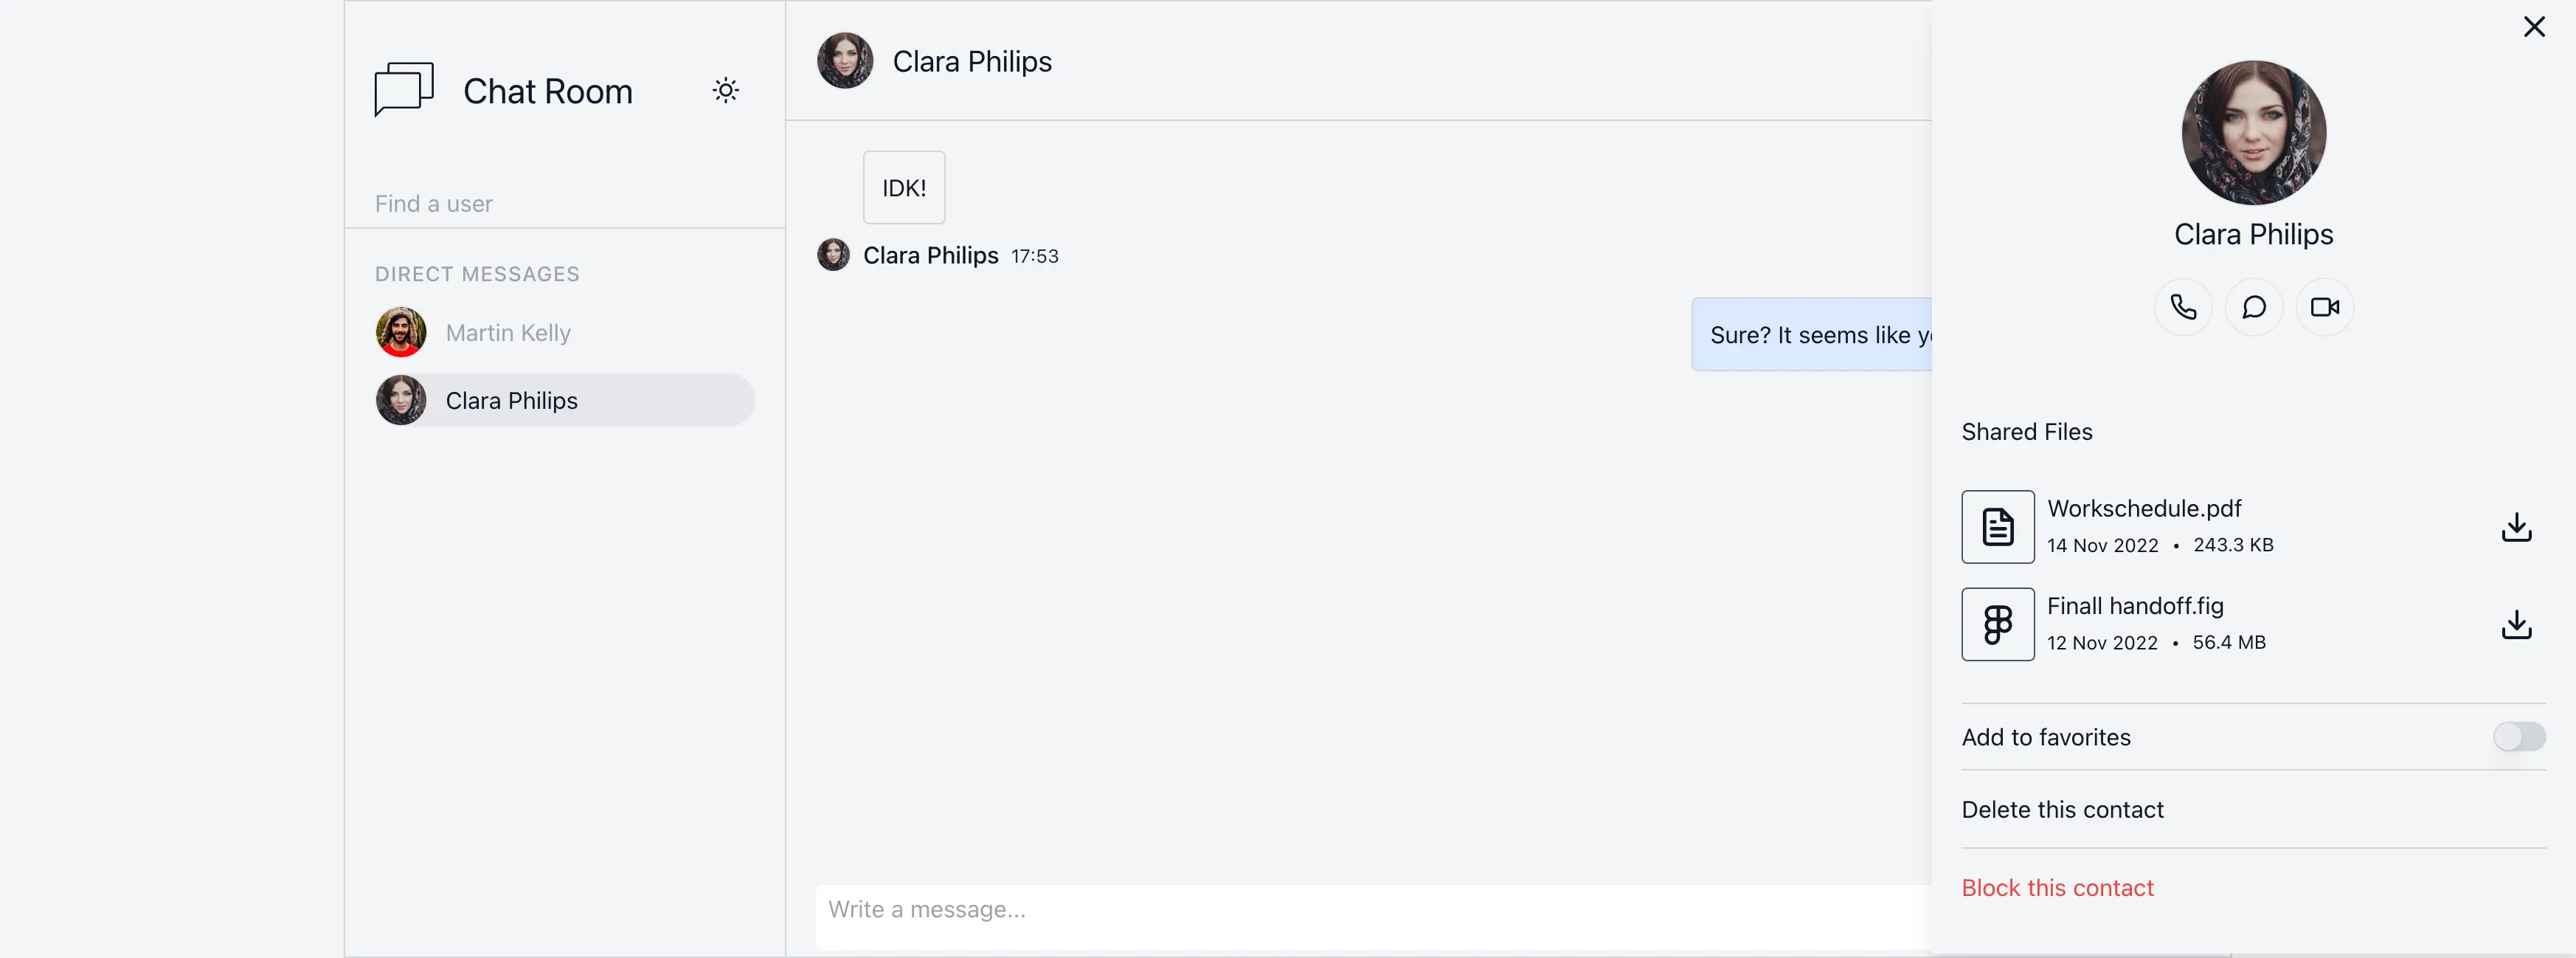 Chat Room
Find a user
DIRECT MESSAGES
Martin Kelly
Clara Philips
Clara Philips
IDK!
Clara Philips 17:53
Sure? It seems like
Write a message...
Clara Philips
Shared Files
Workschedule.pdf
14 Nov 2022 • 243.3 KB
Finall handoff.fig
12 Nov 2022 • 56.4 MB
Add to favorites
Delete this contact
Block this contact